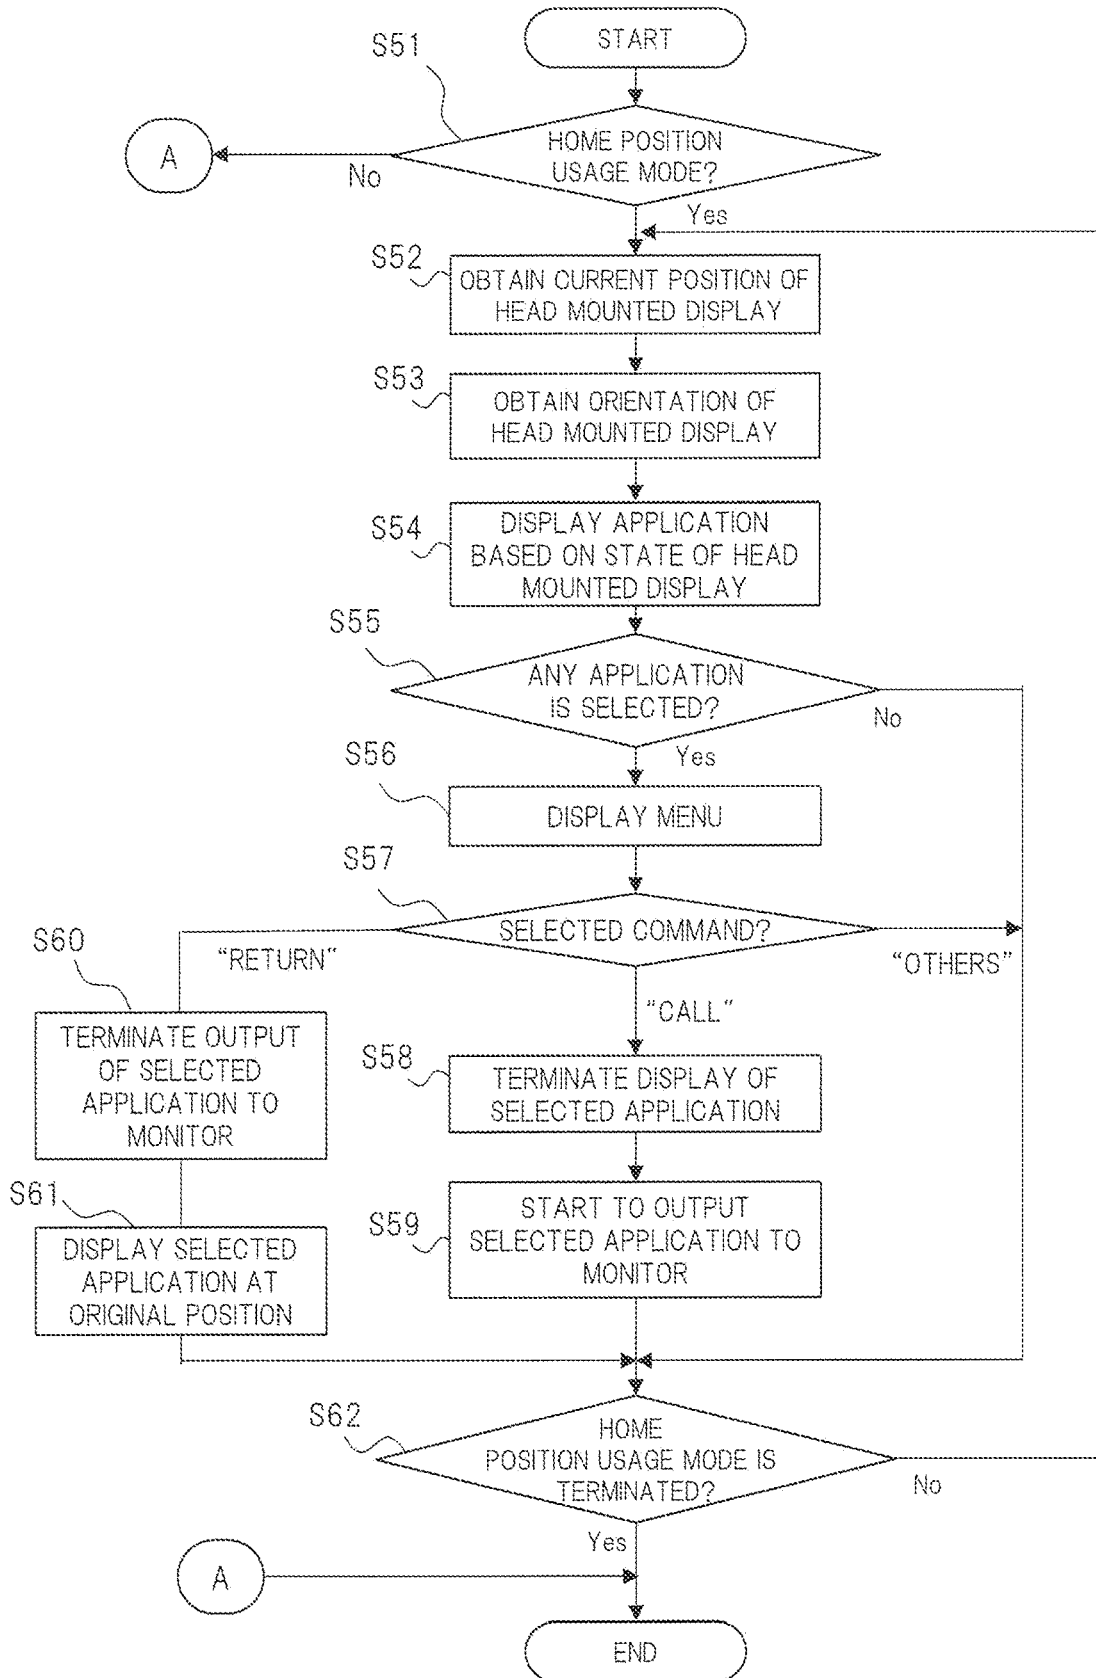 START
S51
HOME POSITION
USAGE MODE?
A
No
Yes
S52
OBTAIN CURRENT POSITION OF
HEAD MOUNTED DISPLAY
S53
OBTAIN ORIENTATION OF
HEAD MOUNTED DISPLAY
S54
DISPLAY APPLICATION
BASED ON STATE OF HEAD
MOUNTED DISPLAY
S55
ANY APPLICATION
IS SELECTED?
No
Yes
S56
DISPLAY MENU
S57
SELECTED COMMAND?
"RETURN"
"OTHERS"
"CALL"
S60
TERMINATE OUTPUT
OF SELECTED
APPLICATION TO
MONITOR
S58
TERMINATE DISPLAY OF
SELECTED APPLICATION
S61
DISPLAY SELECTED
APPLICATION AT
ORIGINAL POSITION
S59
START TO OUTPUT
SELECTED APPLICATION TO
MONITOR
S62
HOME
POSITION USAGE MODE IS
TERMINATED?
No
Yes
A
END